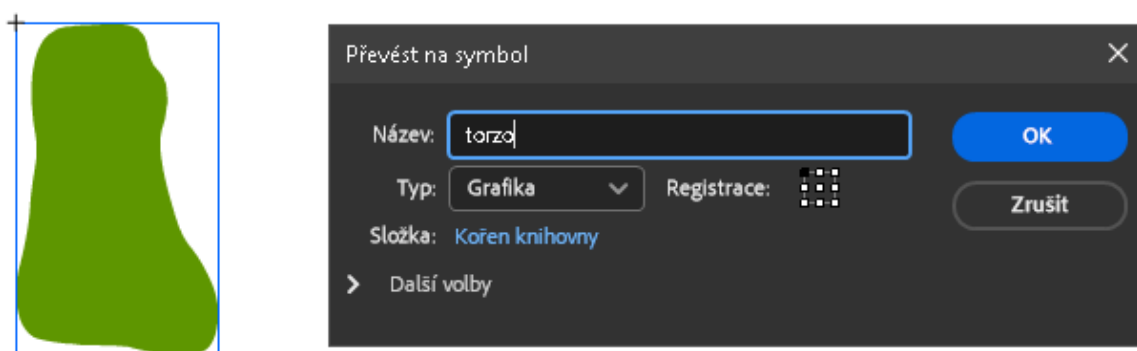 Převést na symbol
Název: torzo
OK
Typ: Grafika Registrace:
Zrušit
Složka: Kořen knihovny
Další volby